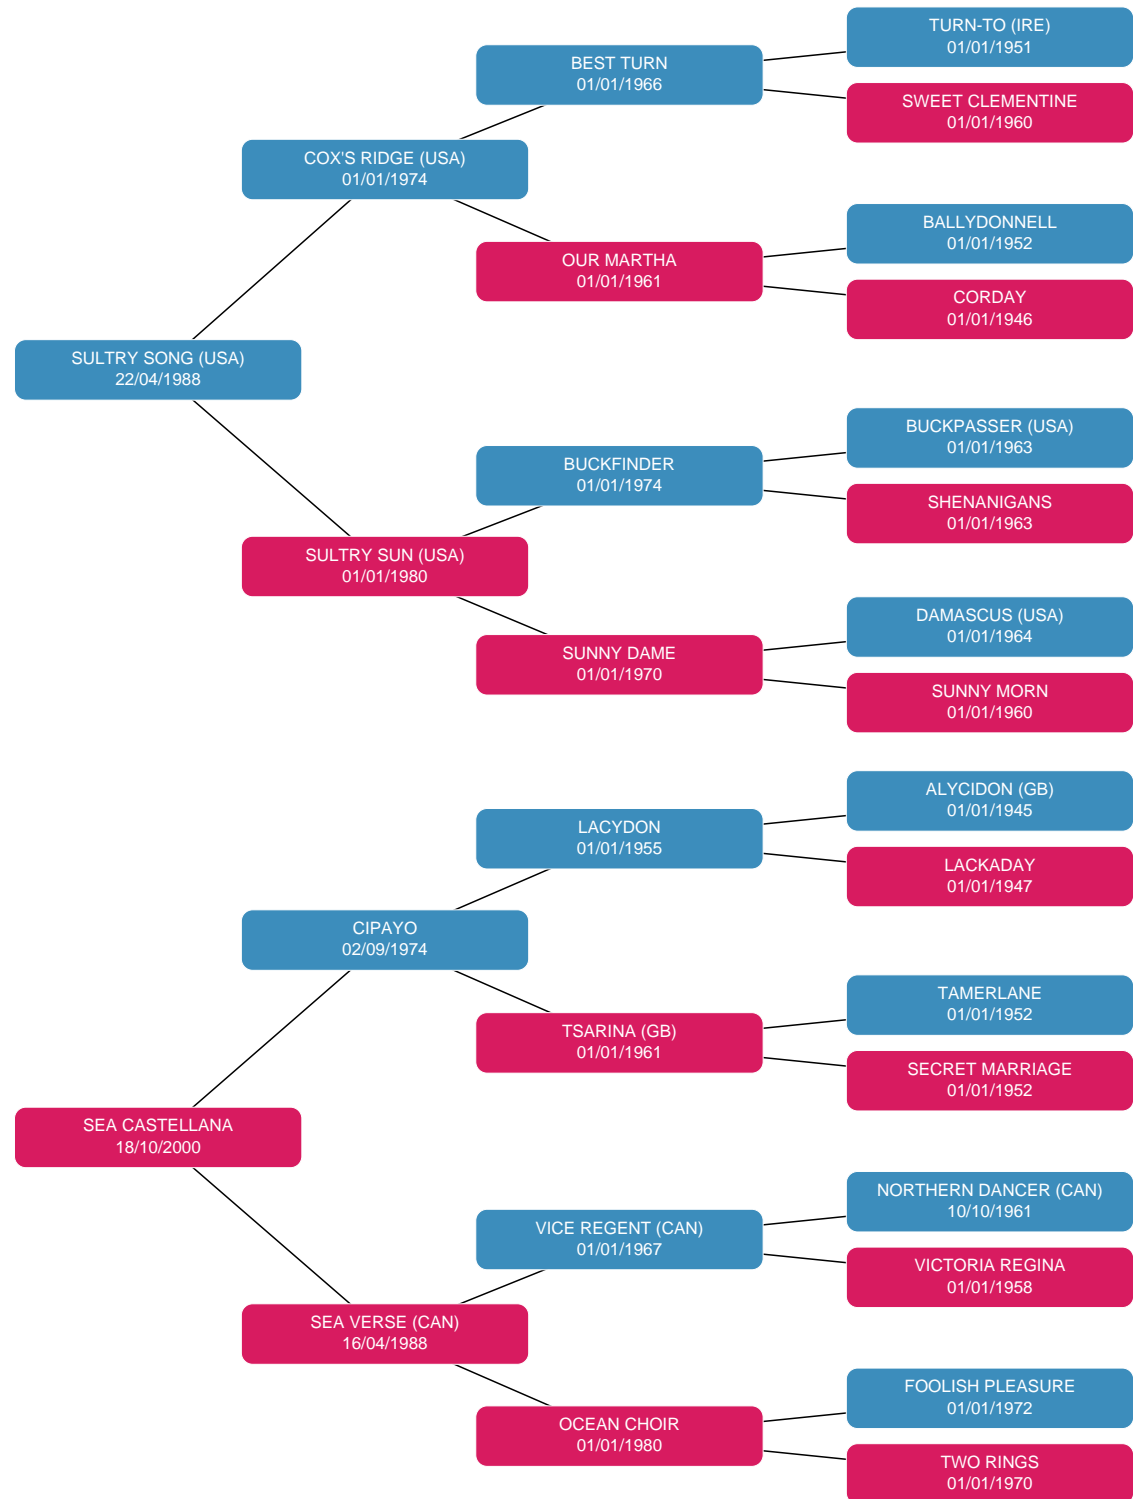 TURN-TO (IRE)
01/01/1951
BEST TURN
01/01/1966
SWEET CLEMENTINE
01/01/1960
COX'S RIDGE (USA)
01/01/1974
BALLYDONNELL
01/01/1952
OUR MARTHA
01/01/1961
CORDAY
01/01/1946
SULTRY SONG (USA)
22/04/1988
BUCKPASSER (USA)
01/01/1963
BUCKFINDER
01/01/1974
SHENANIGANS
01/01/1963
SULTRY SUN (USA)
01/01/1980
DAMASCUS (USA)
01/01/1964
SUNNY DAME
01/01/1970
SUNNY MORN
01/01/1960
ALYCIDON (GB)
01/01/1945
LACYDON
01/01/1955
LACKADAY
01/01/1947
CIPAYO
02/09/1974
TAMERLANE
01/01/1952
TSARINA (GB)
01/01/1961
SECRET MARRIAGE
01/01/1952
SEA CASTELLANA
18/10/2000
NORTHERN DANCER (CAN)
10/10/1961
VICE REGENT (CAN)
01/01/1967
VICTORIA REGINA
01/01/1958
SEA VERSE (CAN)
16/04/1988
FOOLISH PLEASURE
01/01/1972
OCEAN CHOIR
01/01/1980
TWO RINGS
01/01/1970